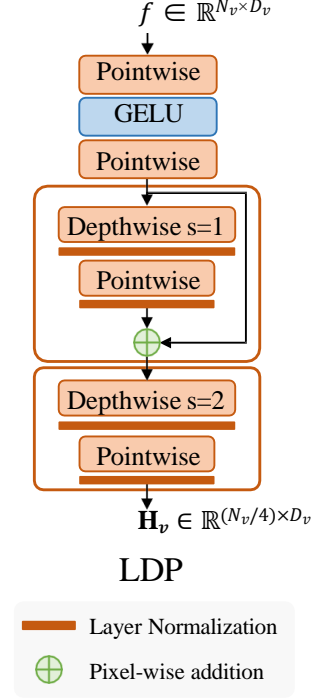 f ∈ ℝ^{N_v×D_v}
Pointwise
GELU
Pointwise
Depthwise s=1
Pointwise
Depthwise s=2
Pointwise
𝐇_𝒗 ∈ ℝ^{(N_v/4)×D_v}
LDP
Layer Normalization
Pixel-wise addition